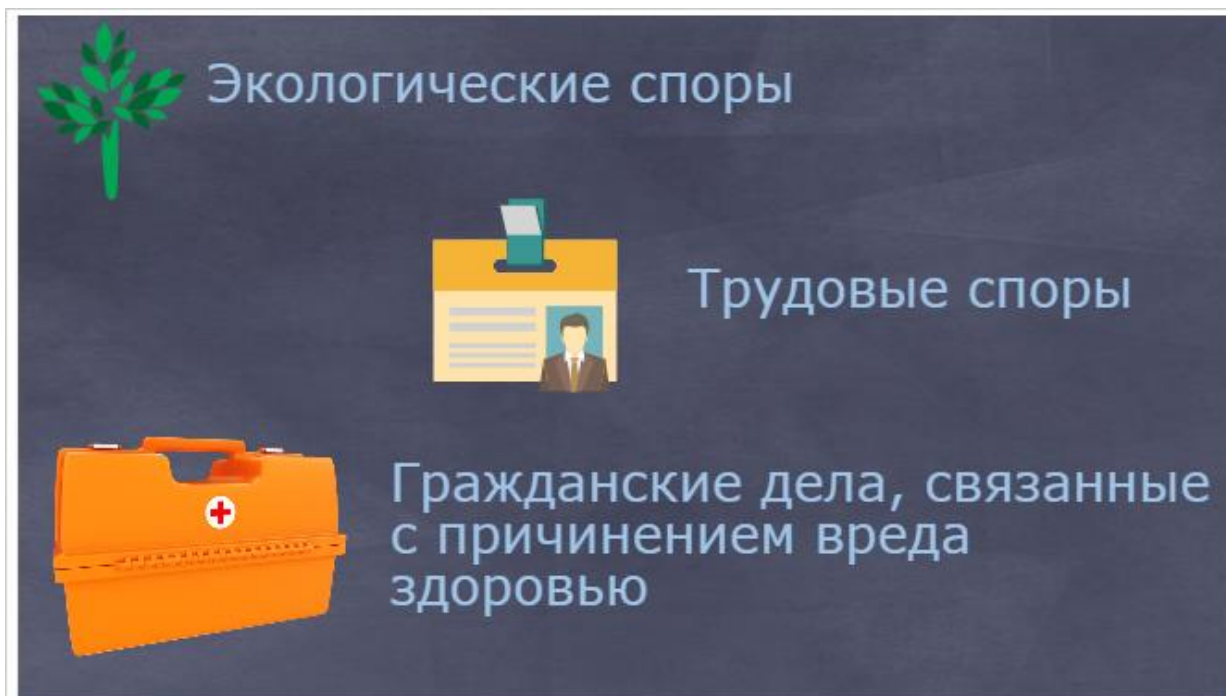 Экологические споры
Трудовые споры
Гражданские дела, связанные
с причинением вреда
здоровью